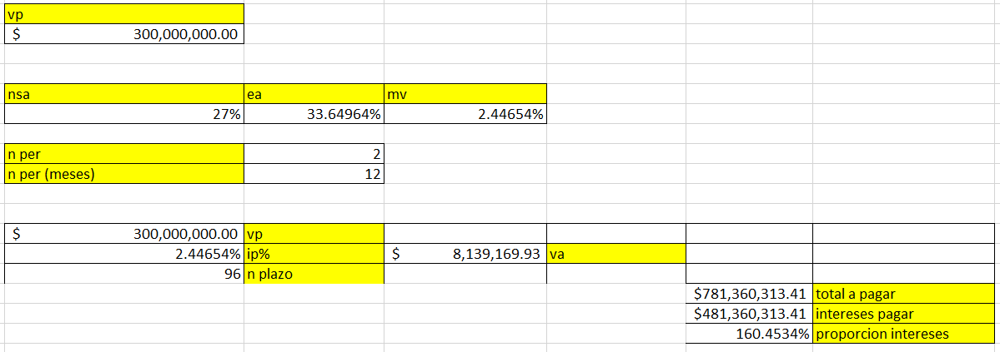 vp
$ 300,000,000.00
nsa ea mv
27% 33.64964% 2.44654%
n per 2
n per (meses) 12
$ 300,000,000.00 vp
2.44654% ip% $ 8,139,169.93 va
96 n plazo
$781,360,313.41 total a pagar
$481,360,313.41 intereses pagar
160.4534% proporcion intereses